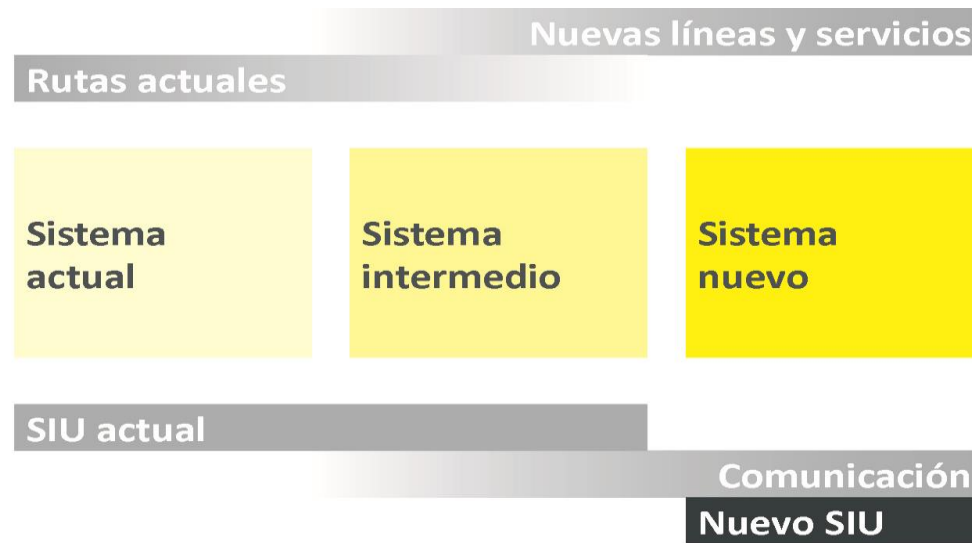 Nuevas líneas y servicios
Rutas actuales
Sistema
actual
Sistema
intermedio
Sistema
nuevo
SIU actual
Comunicación
Nuevo SIU